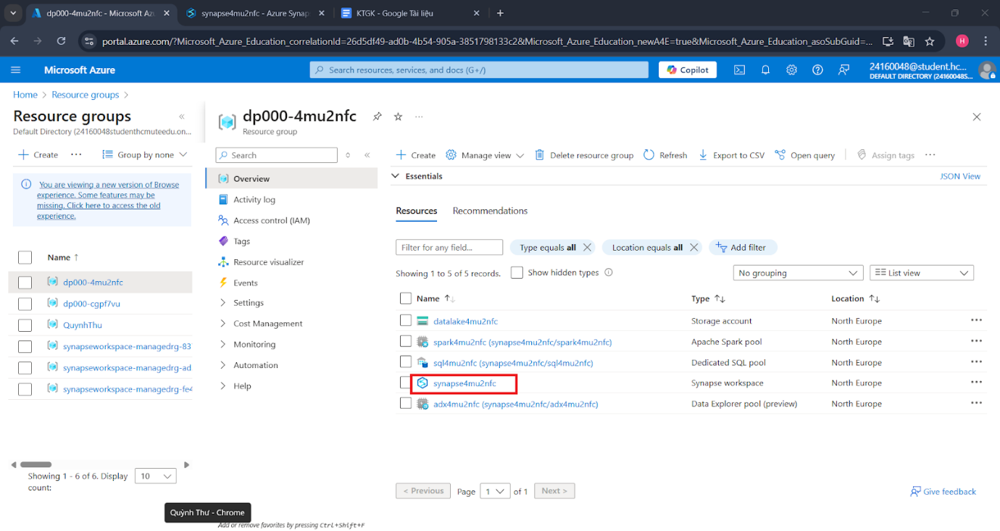 dp000-4mu2nfc - Microsoft Azu
synapse4mu2nfc - Azure Synap
KTGK - Google Tài liệu
portal.azure.com/?Microsoft_Azure_Education_correlationId=26d5df49-ad0b-4b54-905a-3851798133c2&Microsoft_Azure_Education_newA4E=true&Microsoft_Azure_Education_asoSubGuid=...
H
Microsoft Azure
Search resources, services, and docs (G+/)
Copilot
24160048@student.hc...
DEFAULT DIRECTORY (24160048S...
Home > Resource groups >
Resource groups
Default Directory (24160048studenthcmuteedu.on...
Create
Group by none
You are viewing a new version of Browse
experience. Some features may be
missing. Click here to access the old
experience.
Name ↑
dp000-4mu2nfc
dp000-cgpf7vu
QuynhThu
synapseworkspace-managedrg-83
synapseworkspace-managedrg-ad
synapseworkspace-managedrg-fe4
Showing 1 - 6 of 6. Display
count:
10
Quỳnh Thư - Chrome
dp000-4mu2nfc
Resource group
Search
Overview
Activity log
Access control (IAM)
Tags
Resource visualizer
Events
Settings
Cost Management
Monitoring
Automation
Help
Add or remove favorites by pressing Ctrl+Shift+F
Create
Manage view
Delete resource group
Refresh
Export to CSV
Open query
Assign tags
Essentials
JSON View
Resources
Recommendations
Filter for any field...
Type equals all
Location equals all
Add filter
Showing 1 to 5 of 5 records.
Show hidden types
No grouping
List view
Name ↑↓ Type ↑↓ Location ↑↓
datalake4mu2nfc Storage account North Europe
spark4mu2nfc (synapse4mu2nfc/spark4mu2nfc) Apache Spark pool North Europe
sql4mu2nfc (synapse4mu2nfc/sql4mu2nfc) Dedicated SQL pool North Europe
synapse4mu2nfc Synapse workspace North Europe
adx4mu2nfc (synapse4mu2nfc/adx4mu2nfc) Data Explorer pool (preview) North Europe
< Previous Page 1 of 1 Next >
Give feedback